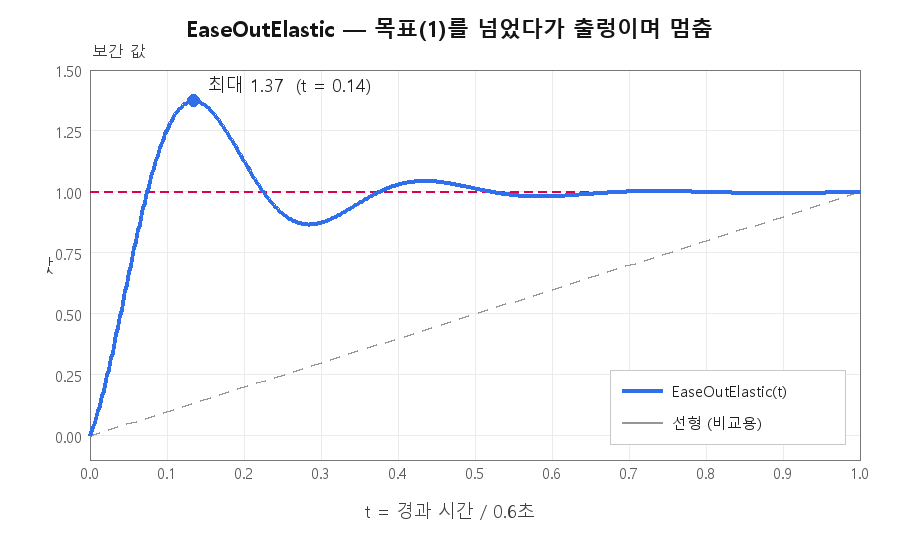 EaseOutElastic — 목표(1)를 넘었다가 출렁이며 멈춤
보간 값
최대 1.37 (t = 0.14)
1.50
1.25
1.00
0.75
0.50
0.25
0.00
0.0 0.1 0.2 0.3 0.4 0.5 0.6 0.7 0.8 0.9 1.0
EaseOutElastic(t)
선형 (비교용)
t = 경과 시간 / 0.6초